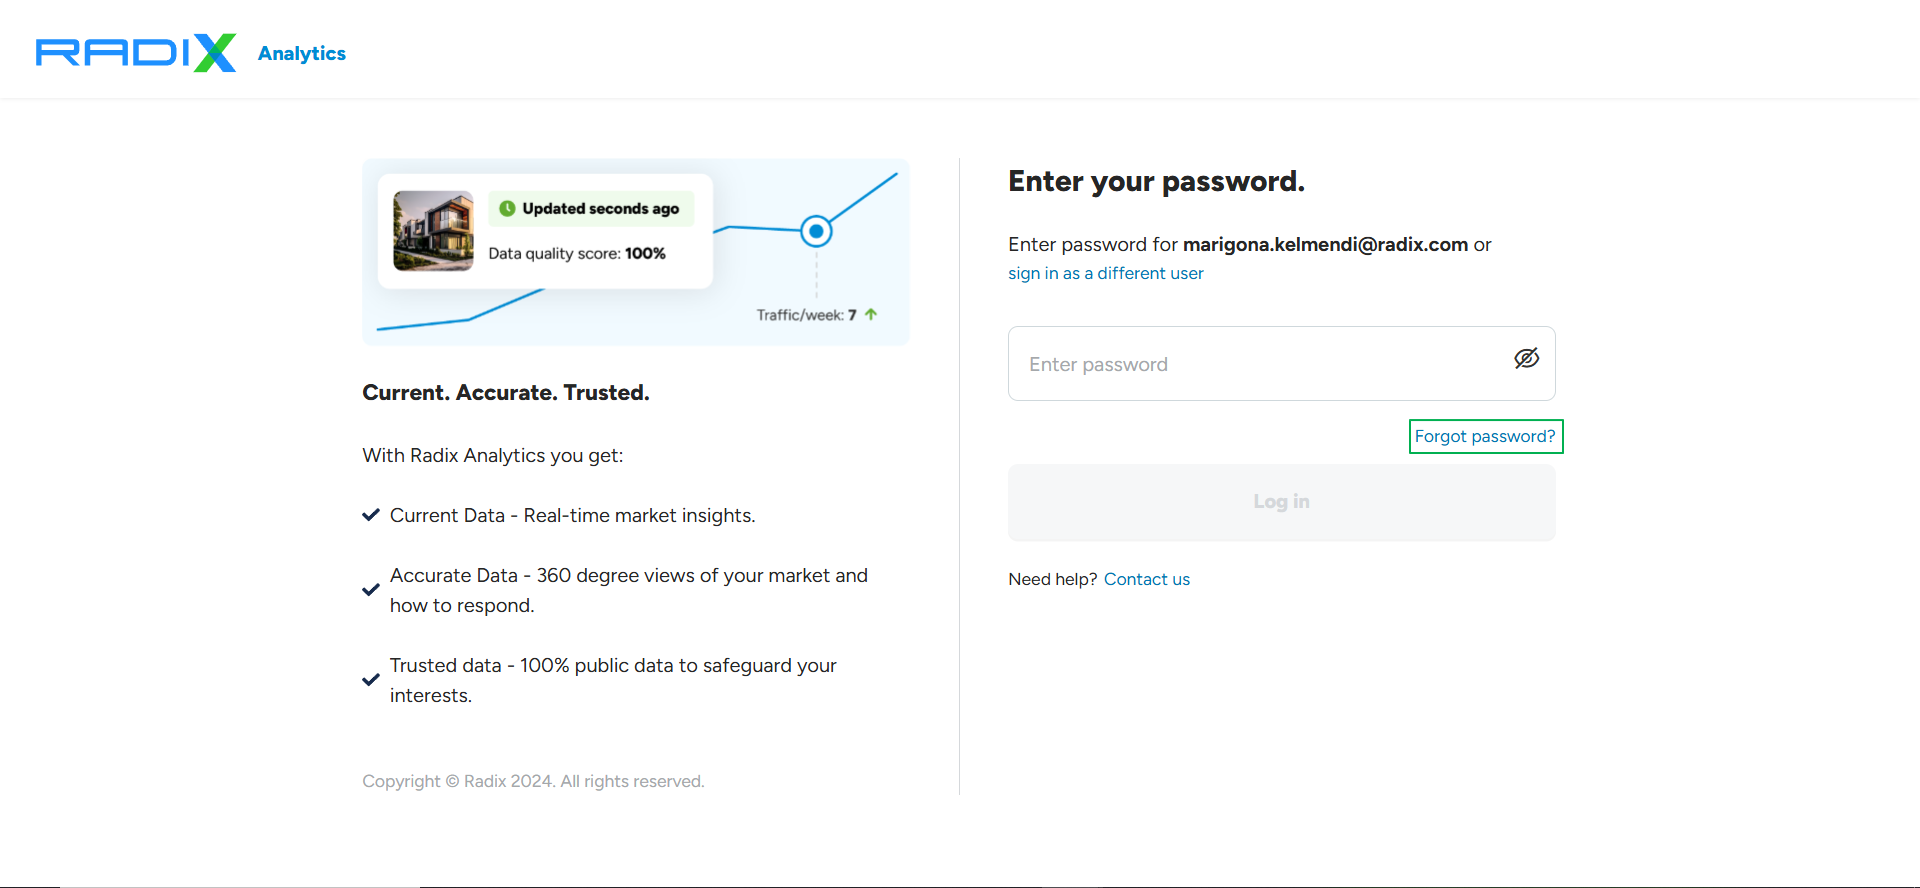 RADIX Analytics
Updated seconds ago
Data quality score: 100%
Traffic/week: 7
Current. Accurate. Trusted.
With Radix Analytics you get:
Current Data - Real-time market insights.
Accurate Data - 360 degree views of your market and
how to respond.
Trusted data - 100% public data to safeguard your
interests.
Copyright © Radix 2024. All rights reserved.
Enter your password.
Enter password for marigona.kelmendi@radix.com or
sign in as a different user
Enter password
Forgot password?
Log in
Need help? Contact us